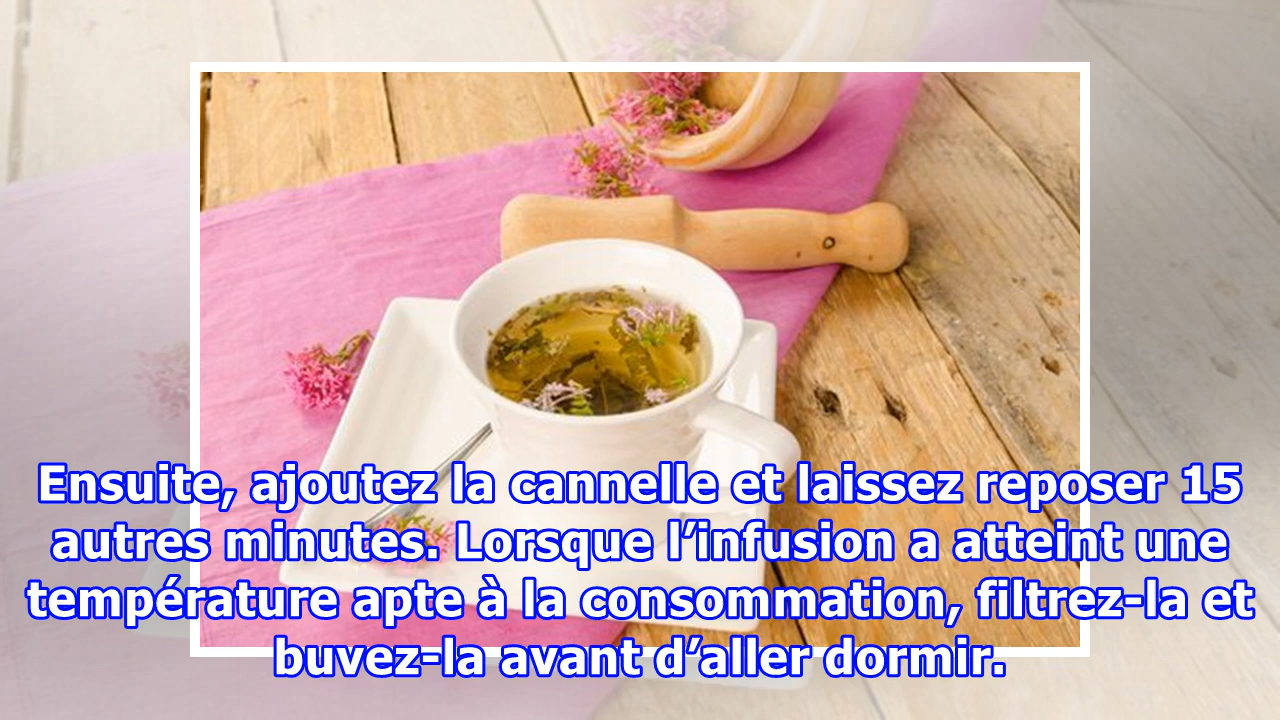 Ensuite, ajoutez la cannelle et laissez reposer 15
autres minutes. Lorsque l’infusion a atteint une
température apte à la consommation, filtrez-la et
buvez-la avant d’aller dormir.